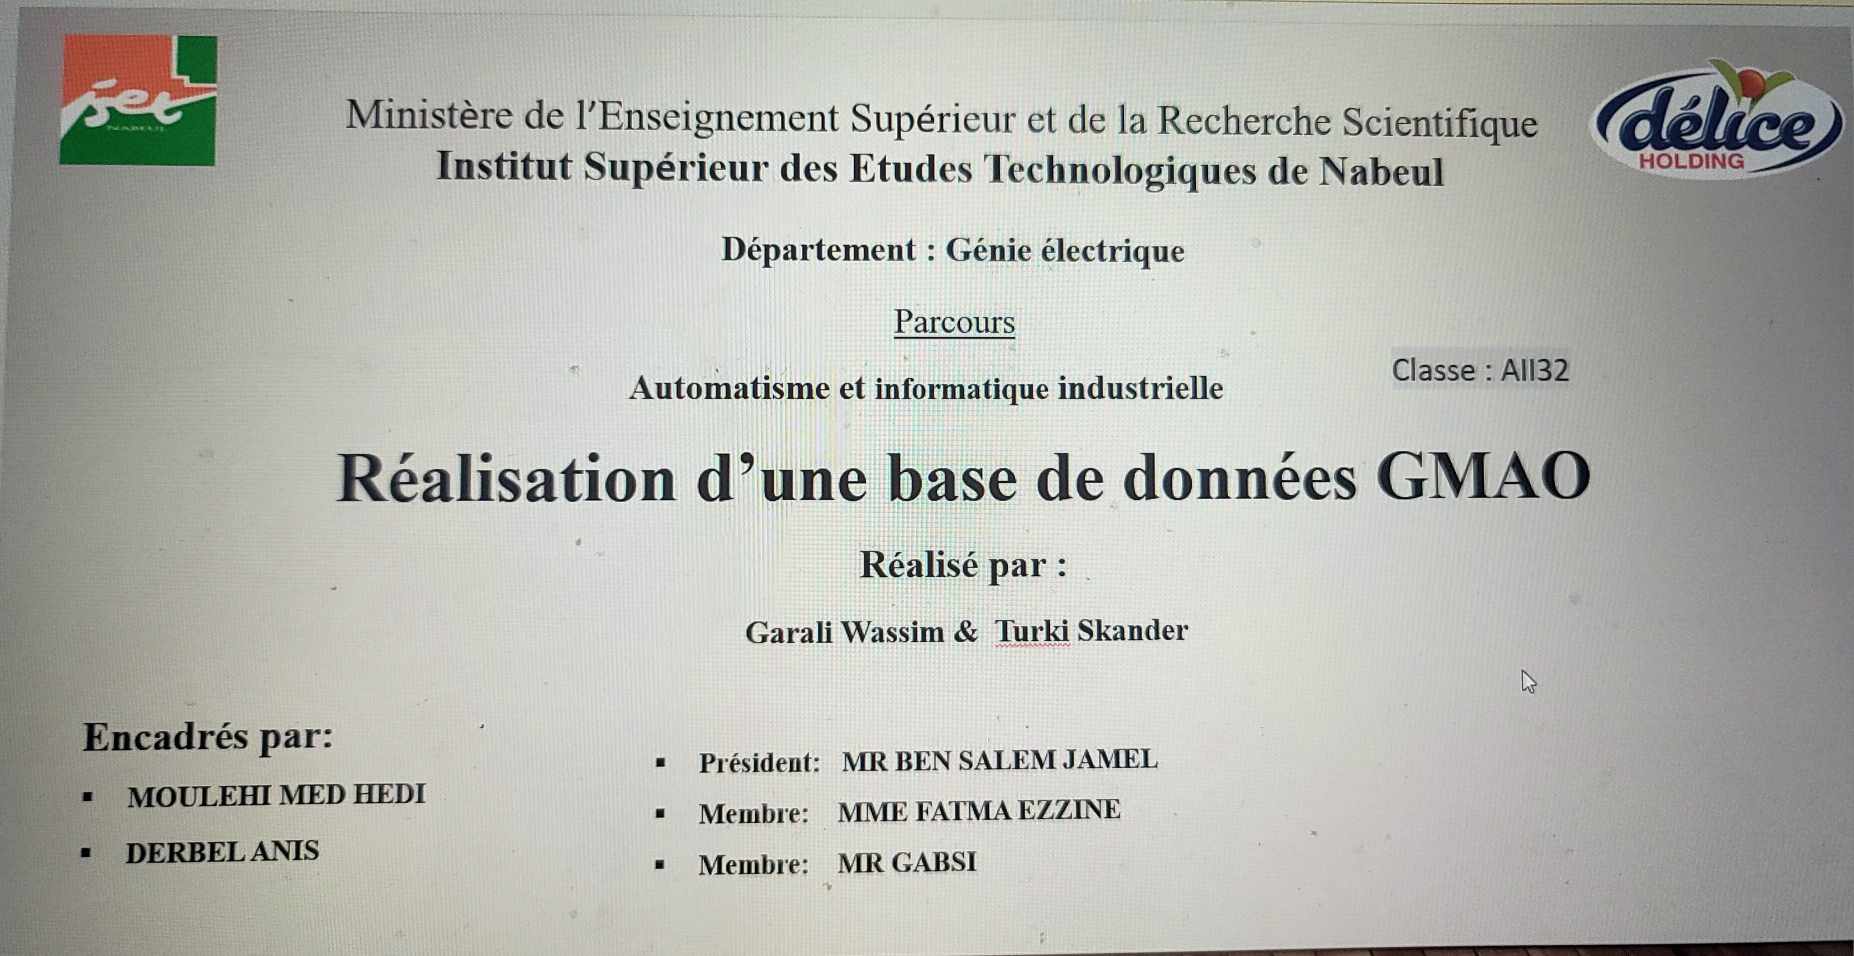 iset
NABEUL
délice
HOLDING
Ministère de l'Enseignement Supérieur et de la Recherche Scientifique
Institut Supérieur des Etudes Technologiques de Nabeul
Département : Génie électrique
Parcours
Automatisme et informatique industrielle
Classe : AII32
Réalisation d’une base de données GMAO
Réalisé par :
Garali Wassim & Turki Skander
Encadrés par:
▪ MOULEHI MED HEDI
▪ DERBEL ANIS
▪ Président: MR BEN SALEM JAMEL
▪ Membre: MME FATMA EZZINE
▪ Membre: MR GABSI